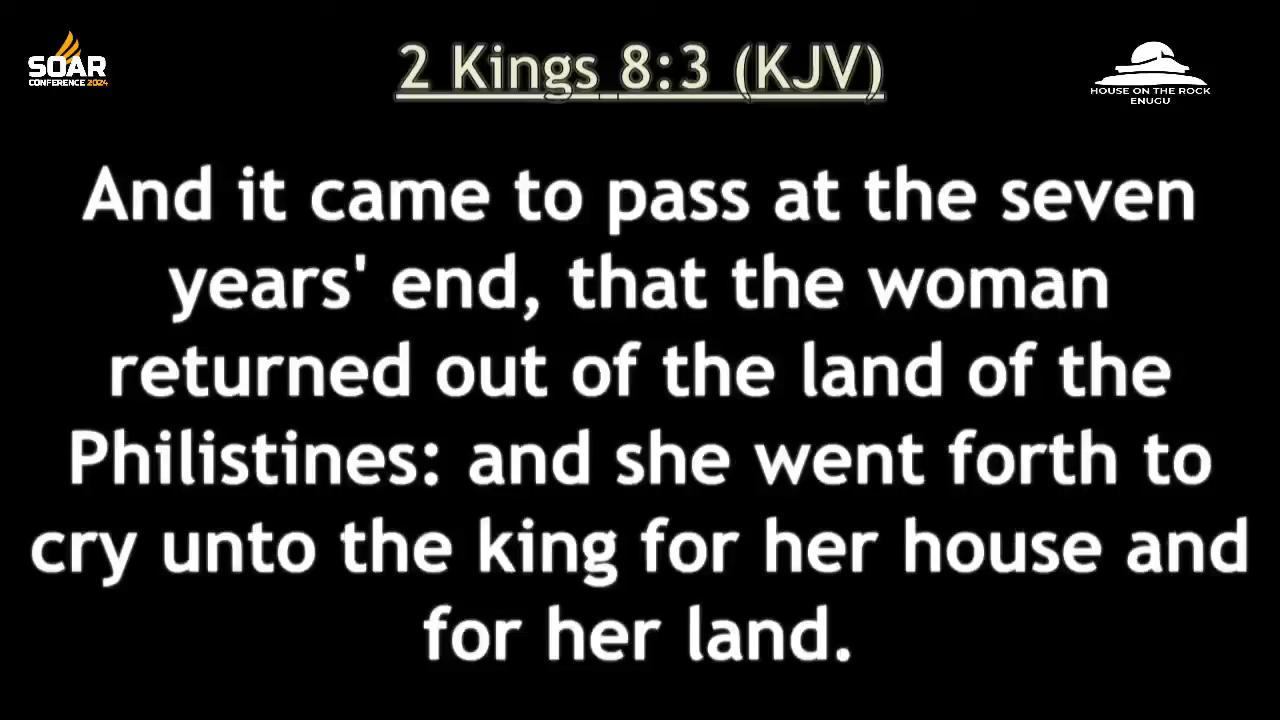 SOAR
CONFERENCE 2024
2 Kings 8:3 (KJV)
HOUSE ON THE ROCK
ENUGU
And it came to pass at the seven
years' end, that the woman
returned out of the land of the
Philistines: and she went forth to
cry unto the king for her house and
for her land.